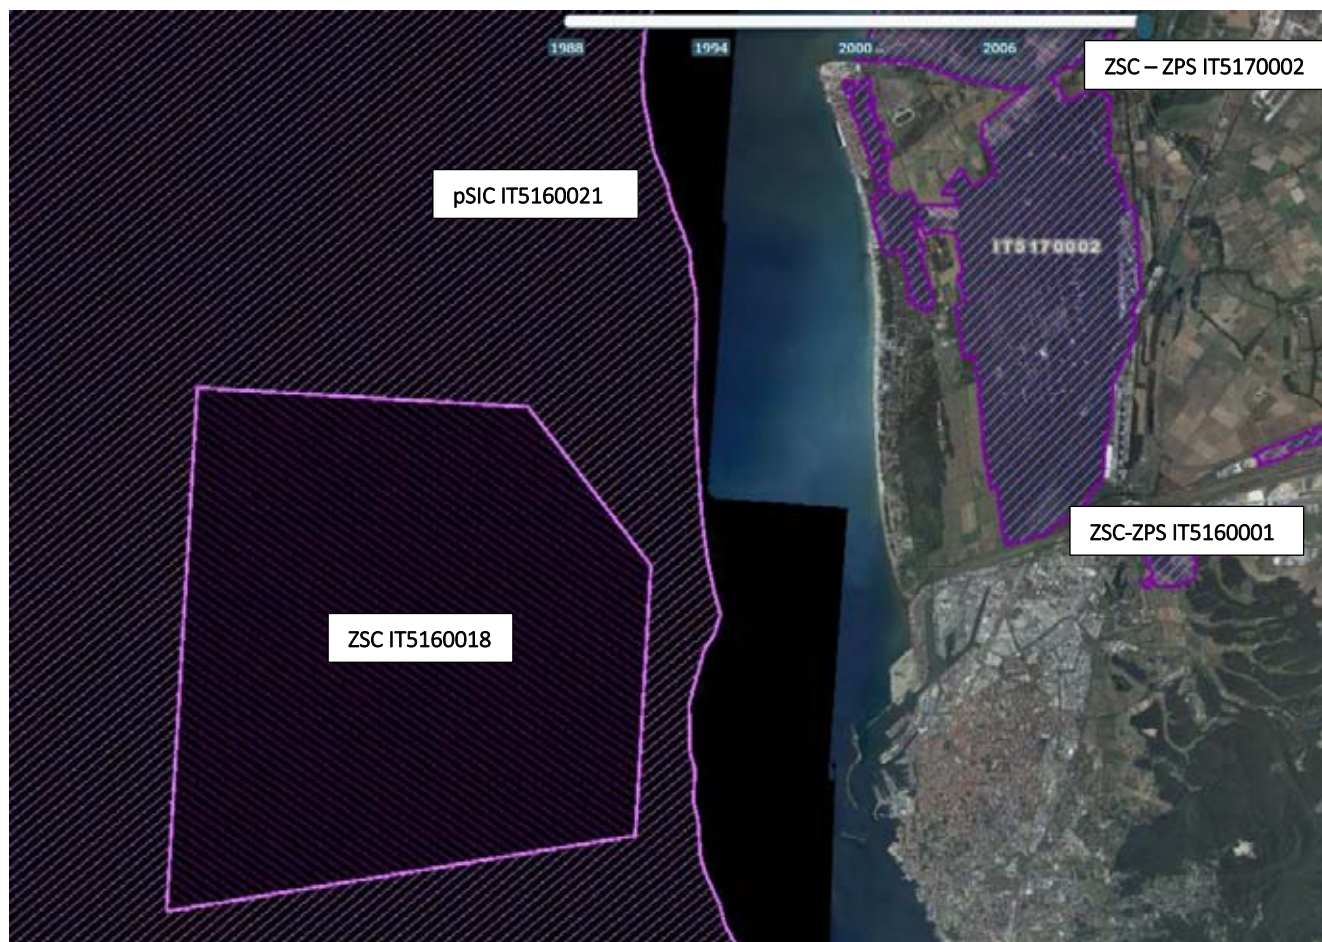 1988 1994 2000 2006
ZSC – ZPS IT5170002
pSIC IT5160021
IT5170002
ZSC-ZPS IT5160001
ZSC IT5160018